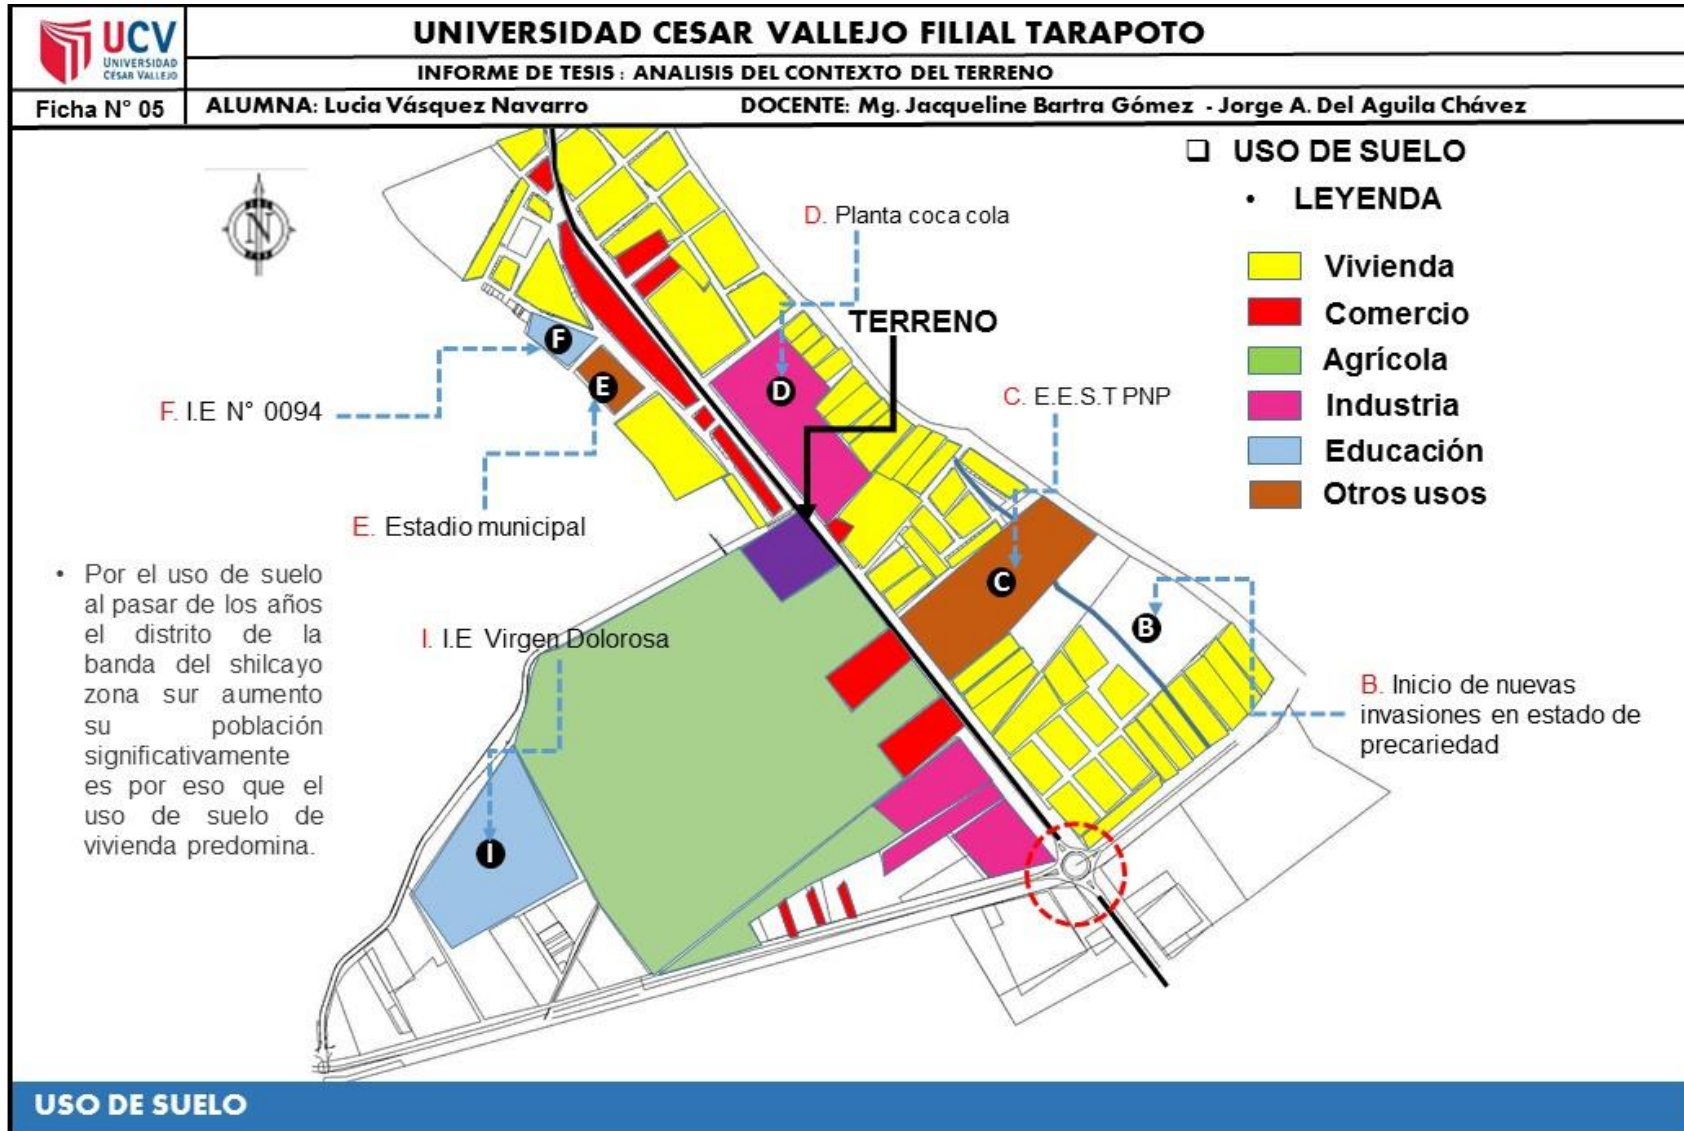 UCV
UNIVERSIDAD
CÉSAR VALLEJO
UNIVERSIDAD CESAR VALLEJO FILIAL TARAPOTO
INFORME DE TESIS : ANALISIS DEL CONTEXTO DEL TERRENO
Ficha N° 05
ALUMNA: Lucia Vásquez Navarro
DOCENTE: Mg. Jacqueline Bartra Gómez - Jorge A. Del Aguila Chávez
USO DE SUELO
LEYENDA
Vivienda
Comercio
Agrícola
Industria
Educación
Otros usos
N
D. Planta coca cola
TERRENO
C. E.E.S.T PNP
F. I.E N° 0094
E. Estadio municipal
I. I.E Virgen Dolorosa
B. Inicio de nuevas
invasiones en estado de
precariedad
F
E
D
C
B
I
• Por el uso de suelo
al pasar de los años
el distrito de la
banda del shilcayo
zona sur aumento
su población
significativamente
es por eso que el
uso de suelo de
vivienda predomina.
USO DE SUELO